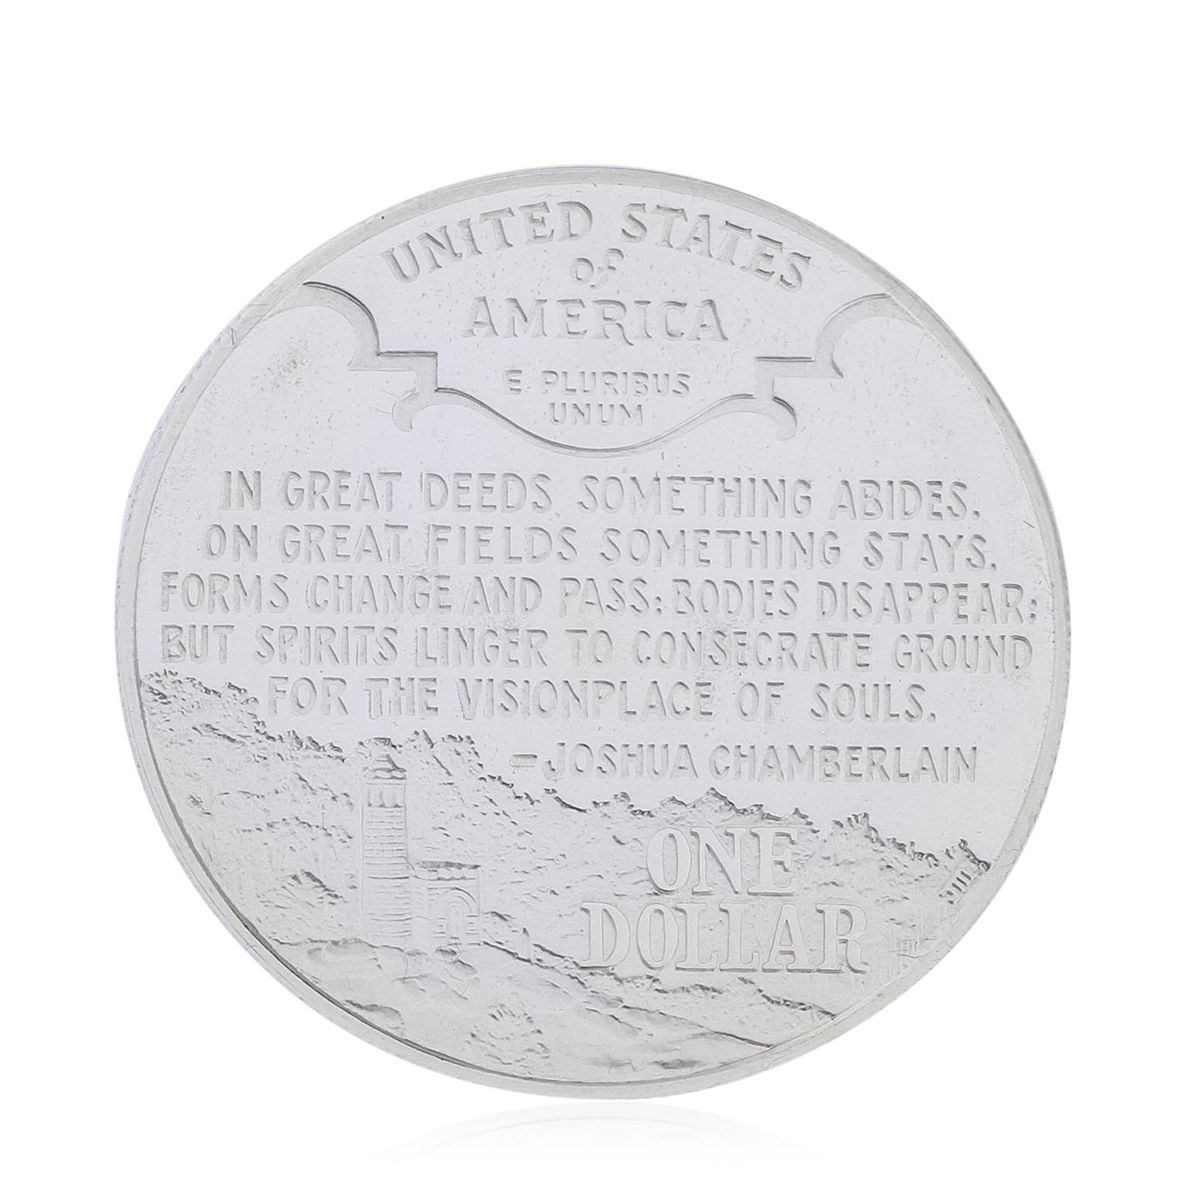 UNITED STATES
of
AMERICA
E PLURIBUS
UNUM
IN GREAT DEEDS SOMETHING ABIDES.
ON GREAT FIELDS SOMETHING STAYS.
FORMS CHANGE AND PASS: BODIES DISAPPEAR:
BUT SPIRITS LINGER TO CONSECRATE GROUND
FOR THE VISIONPLACE OF SOULS.
-JOSHUA CHAMBERLAIN
ONE
DOLLAR